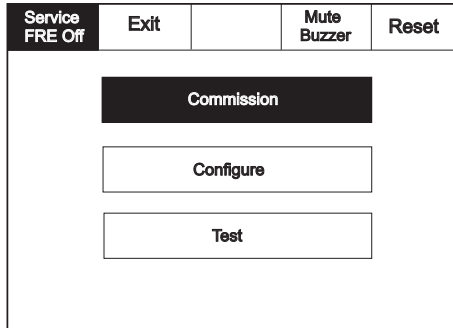 Service
FRE Off
Exit
Mute
Buzzer
Reset
Commission
Configure
Test